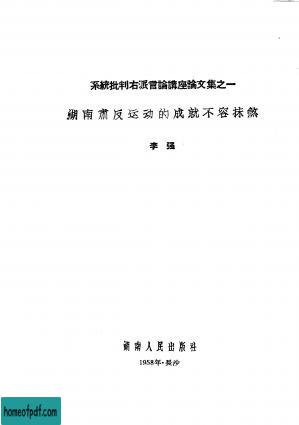 系統批判右派言論講座論文集之一
湖南肃反运动的成就不容抹煞
李强
湖南人民出版社
1958年·長沙
homeofpdf.com